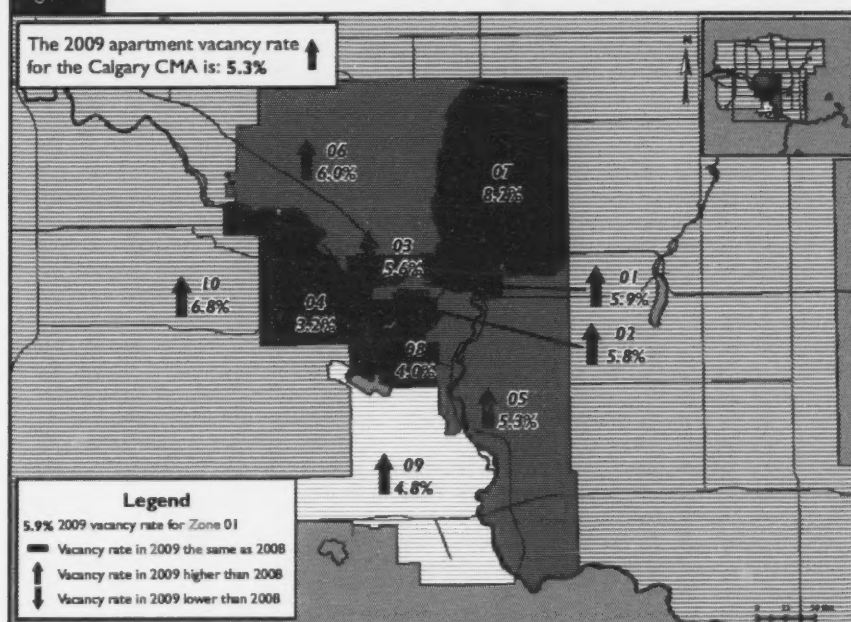 The 2009 apartment vacancy rate
for the Calgary CMA is: 5.3%
N
06
6.0%
07
8.2%
03
5.6%
10
6.8%
04
3.2%
01
5.9%
02
5.8%
08
4.0%
05
5.3%
09
4.8%
Legend
5.9% 2009 vacancy rate for Zone 01
Vacancy rate in 2009 the same as 2008
Vacancy rate in 2009 higher than 2008
Vacancy rate in 2009 lower than 2008